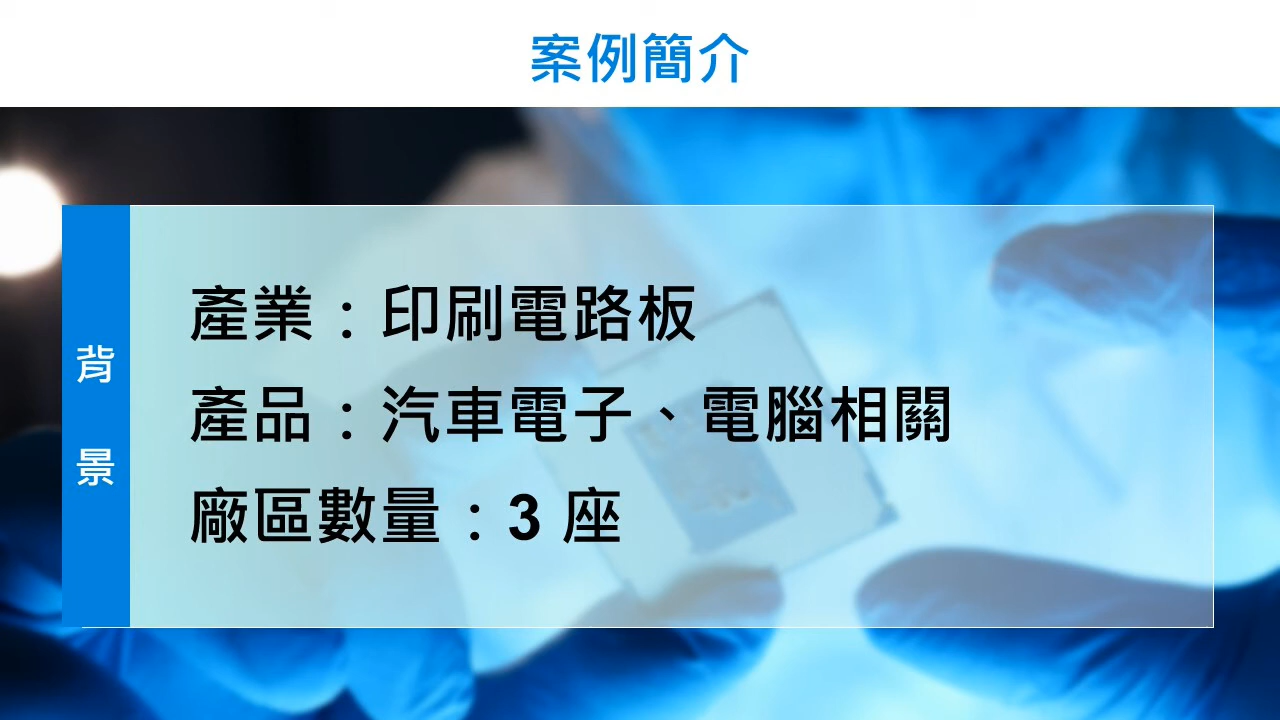 案例簡介
背景
產業：印刷電路板
產品：汽車電子、電腦相關
廠區數量：3 座